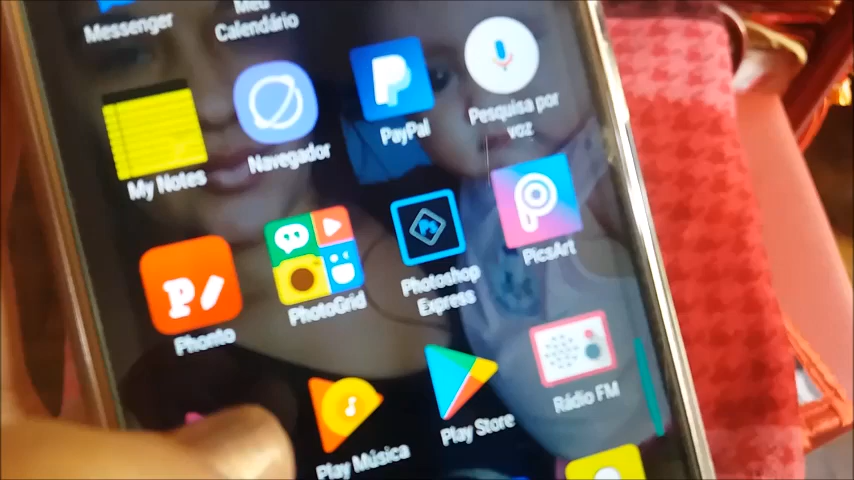 Messenger
Meu
Calendário
My Notes
Navegador
PayPal
Pesquisa por
voz
Phonto
PhotoGrid
Photoshop
Express
PicsArt
Play Música
Play Store
Rádio FM